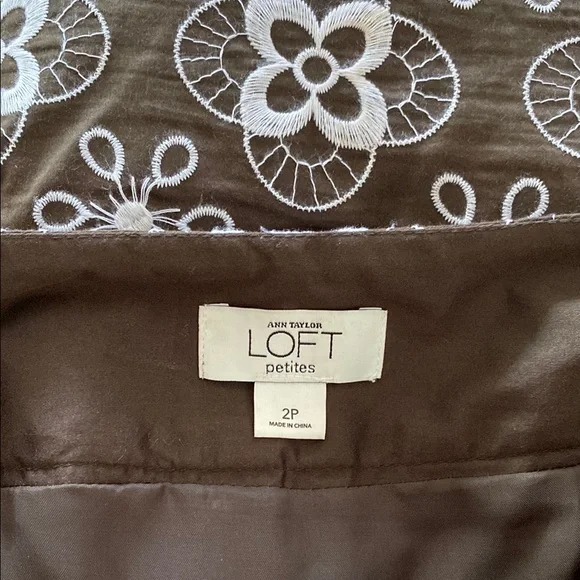 ANN TAYLOR
LOFT
petites
2P
MADE IN CHINA